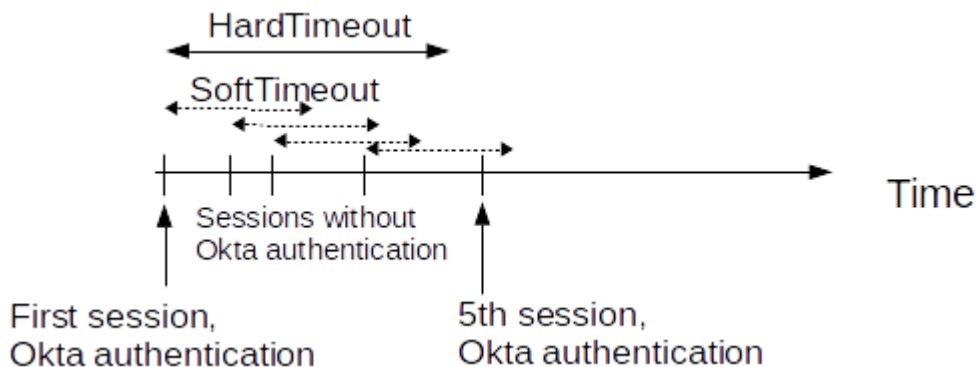 HardTimeout
SoftTimeout
Time
Sessions without
Okta authentication
First session,
Okta authentication
5th session,
Okta authentication